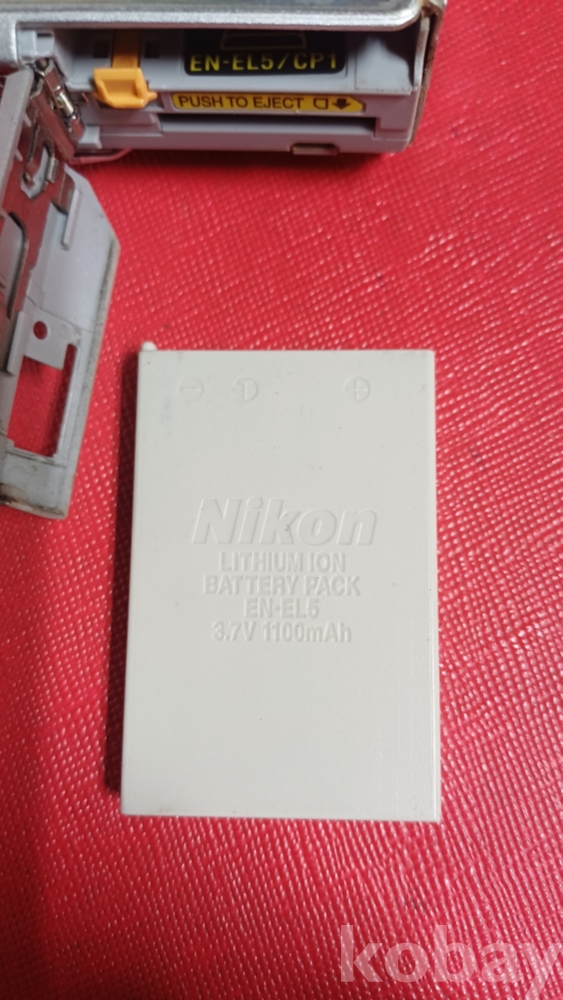 EN-EL5/CP1
PUSH TO EJECT
Nikon
LITHIUM ION
BATTERY PACK
EN-EL5
3.7V 1100mAh
kobay